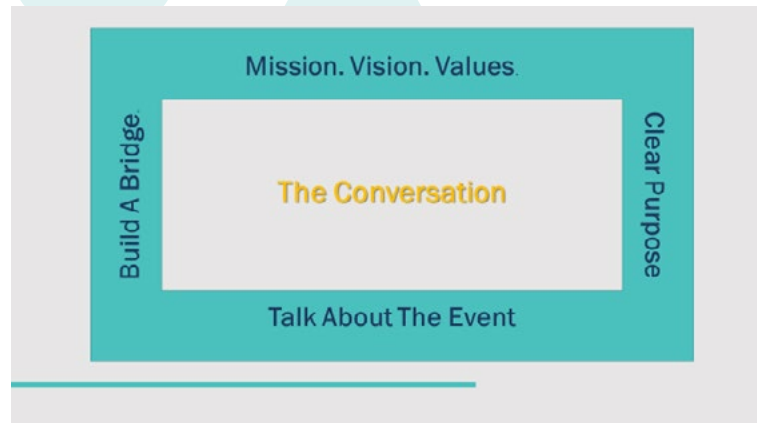 Mission. Vision. Values.
Build A Bridge.
The Conversation
Clear Purpose
Talk About The Event